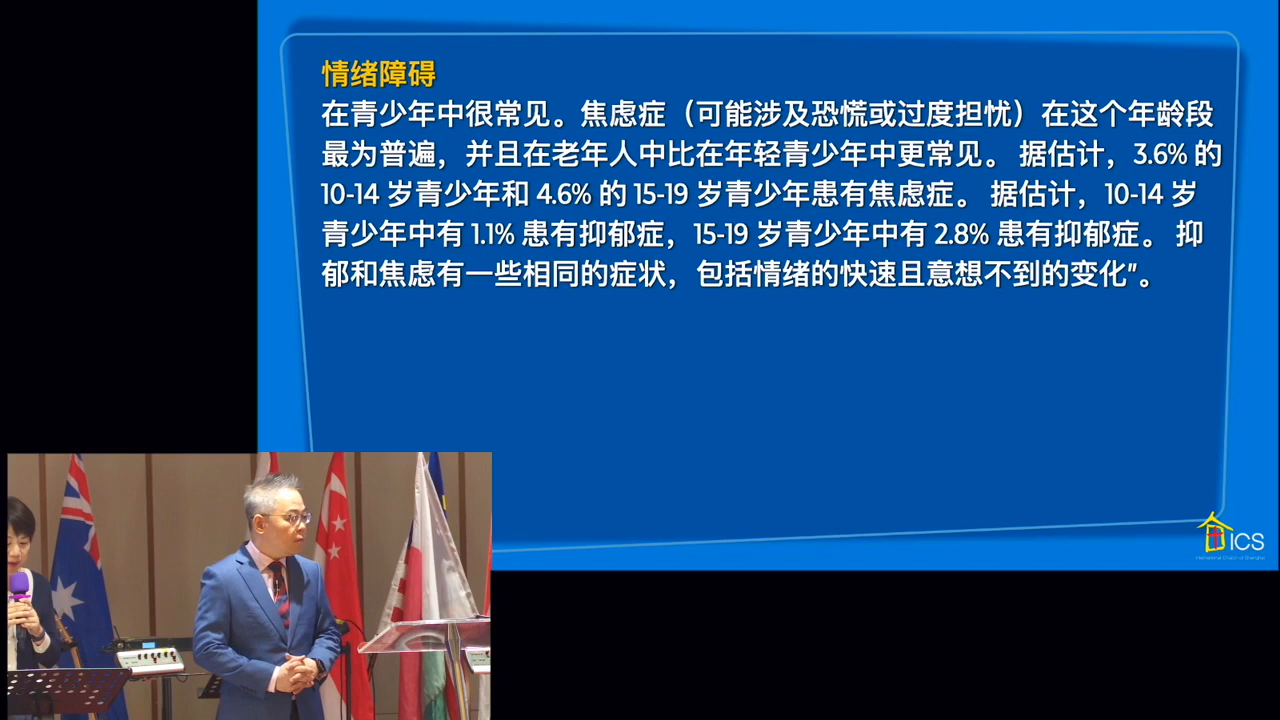 情绪障碍
在青少年中很常见。焦虑症（可能涉及恐慌或过度担忧）在这个年龄段
最为普遍，并且在老年人中比在年轻青少年中更常见。 据估计，3.6% 的
10-14 岁青少年和 4.6% 的 15-19 岁青少年患有焦虑症。 据估计，10-14 岁
青少年中有 1.1% 患有抑郁症，15-19 岁青少年中有 2.8% 患有抑郁症。 抑
郁和焦虑有一些相同的症状，包括情绪的快速且意想不到的变化"。
ICS
International Church of Shanghai